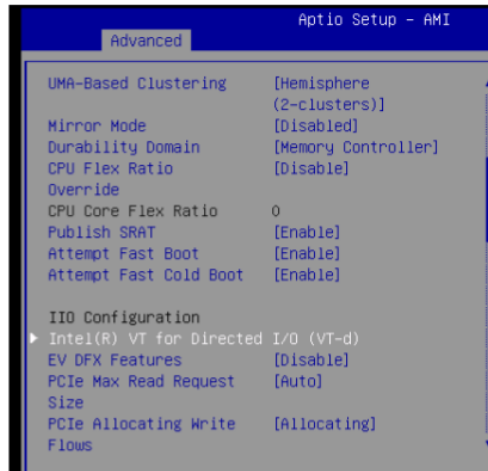 Aptio Setup - AMI
Advanced
UMA-Based Clustering [Hemisphere
(2-clusters)]
Mirror Mode [Disabled]
Durability Domain [Memory Controller]
CPU Flex Ratio [Disable]
Override
CPU Core Flex Ratio 0
Publish SRAT [Enable]
Attempt Fast Boot [Enable]
Attempt Fast Cold Boot [Enable]
IIO Configuration
Intel(R) VT for Directed I/O (VT-d)
EV DFX Features [Disable]
PCIe Max Read Request [Auto]
Size
PCIe Allocating Write [Allocating]
Flows